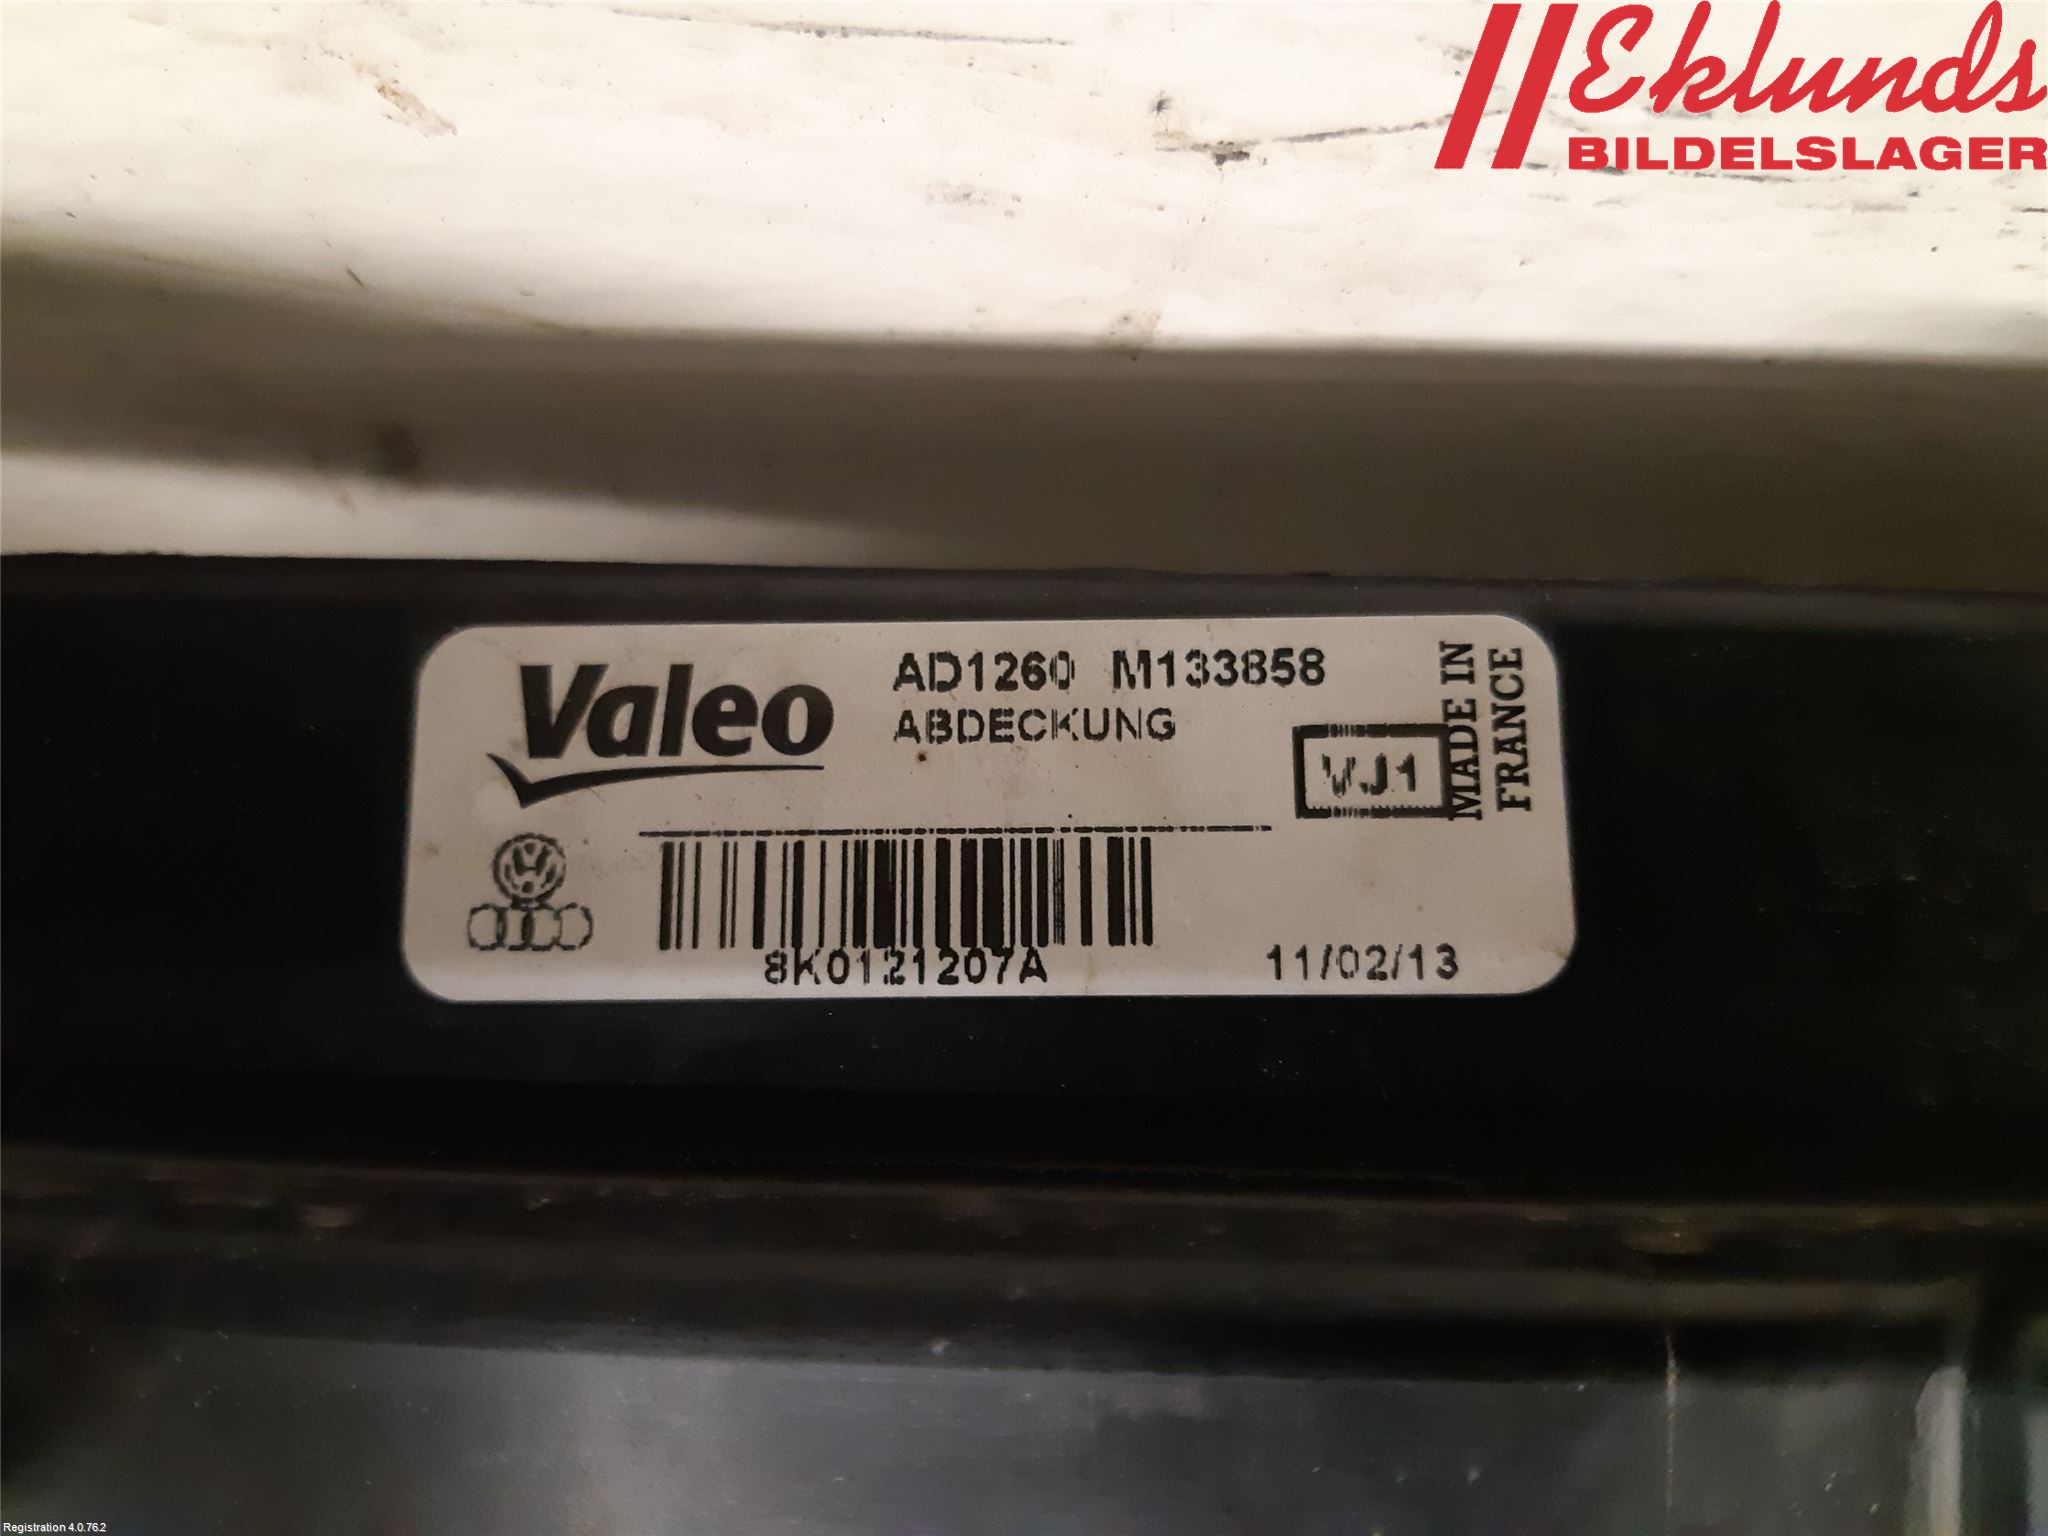 Eklunds
BILDELSLAGER
Valeo
AD1260 M133858
ABDECKUNG
VJ1
MADE IN
FRANCE
8K0121207A
11/02/13
Registration 4.0.76.2